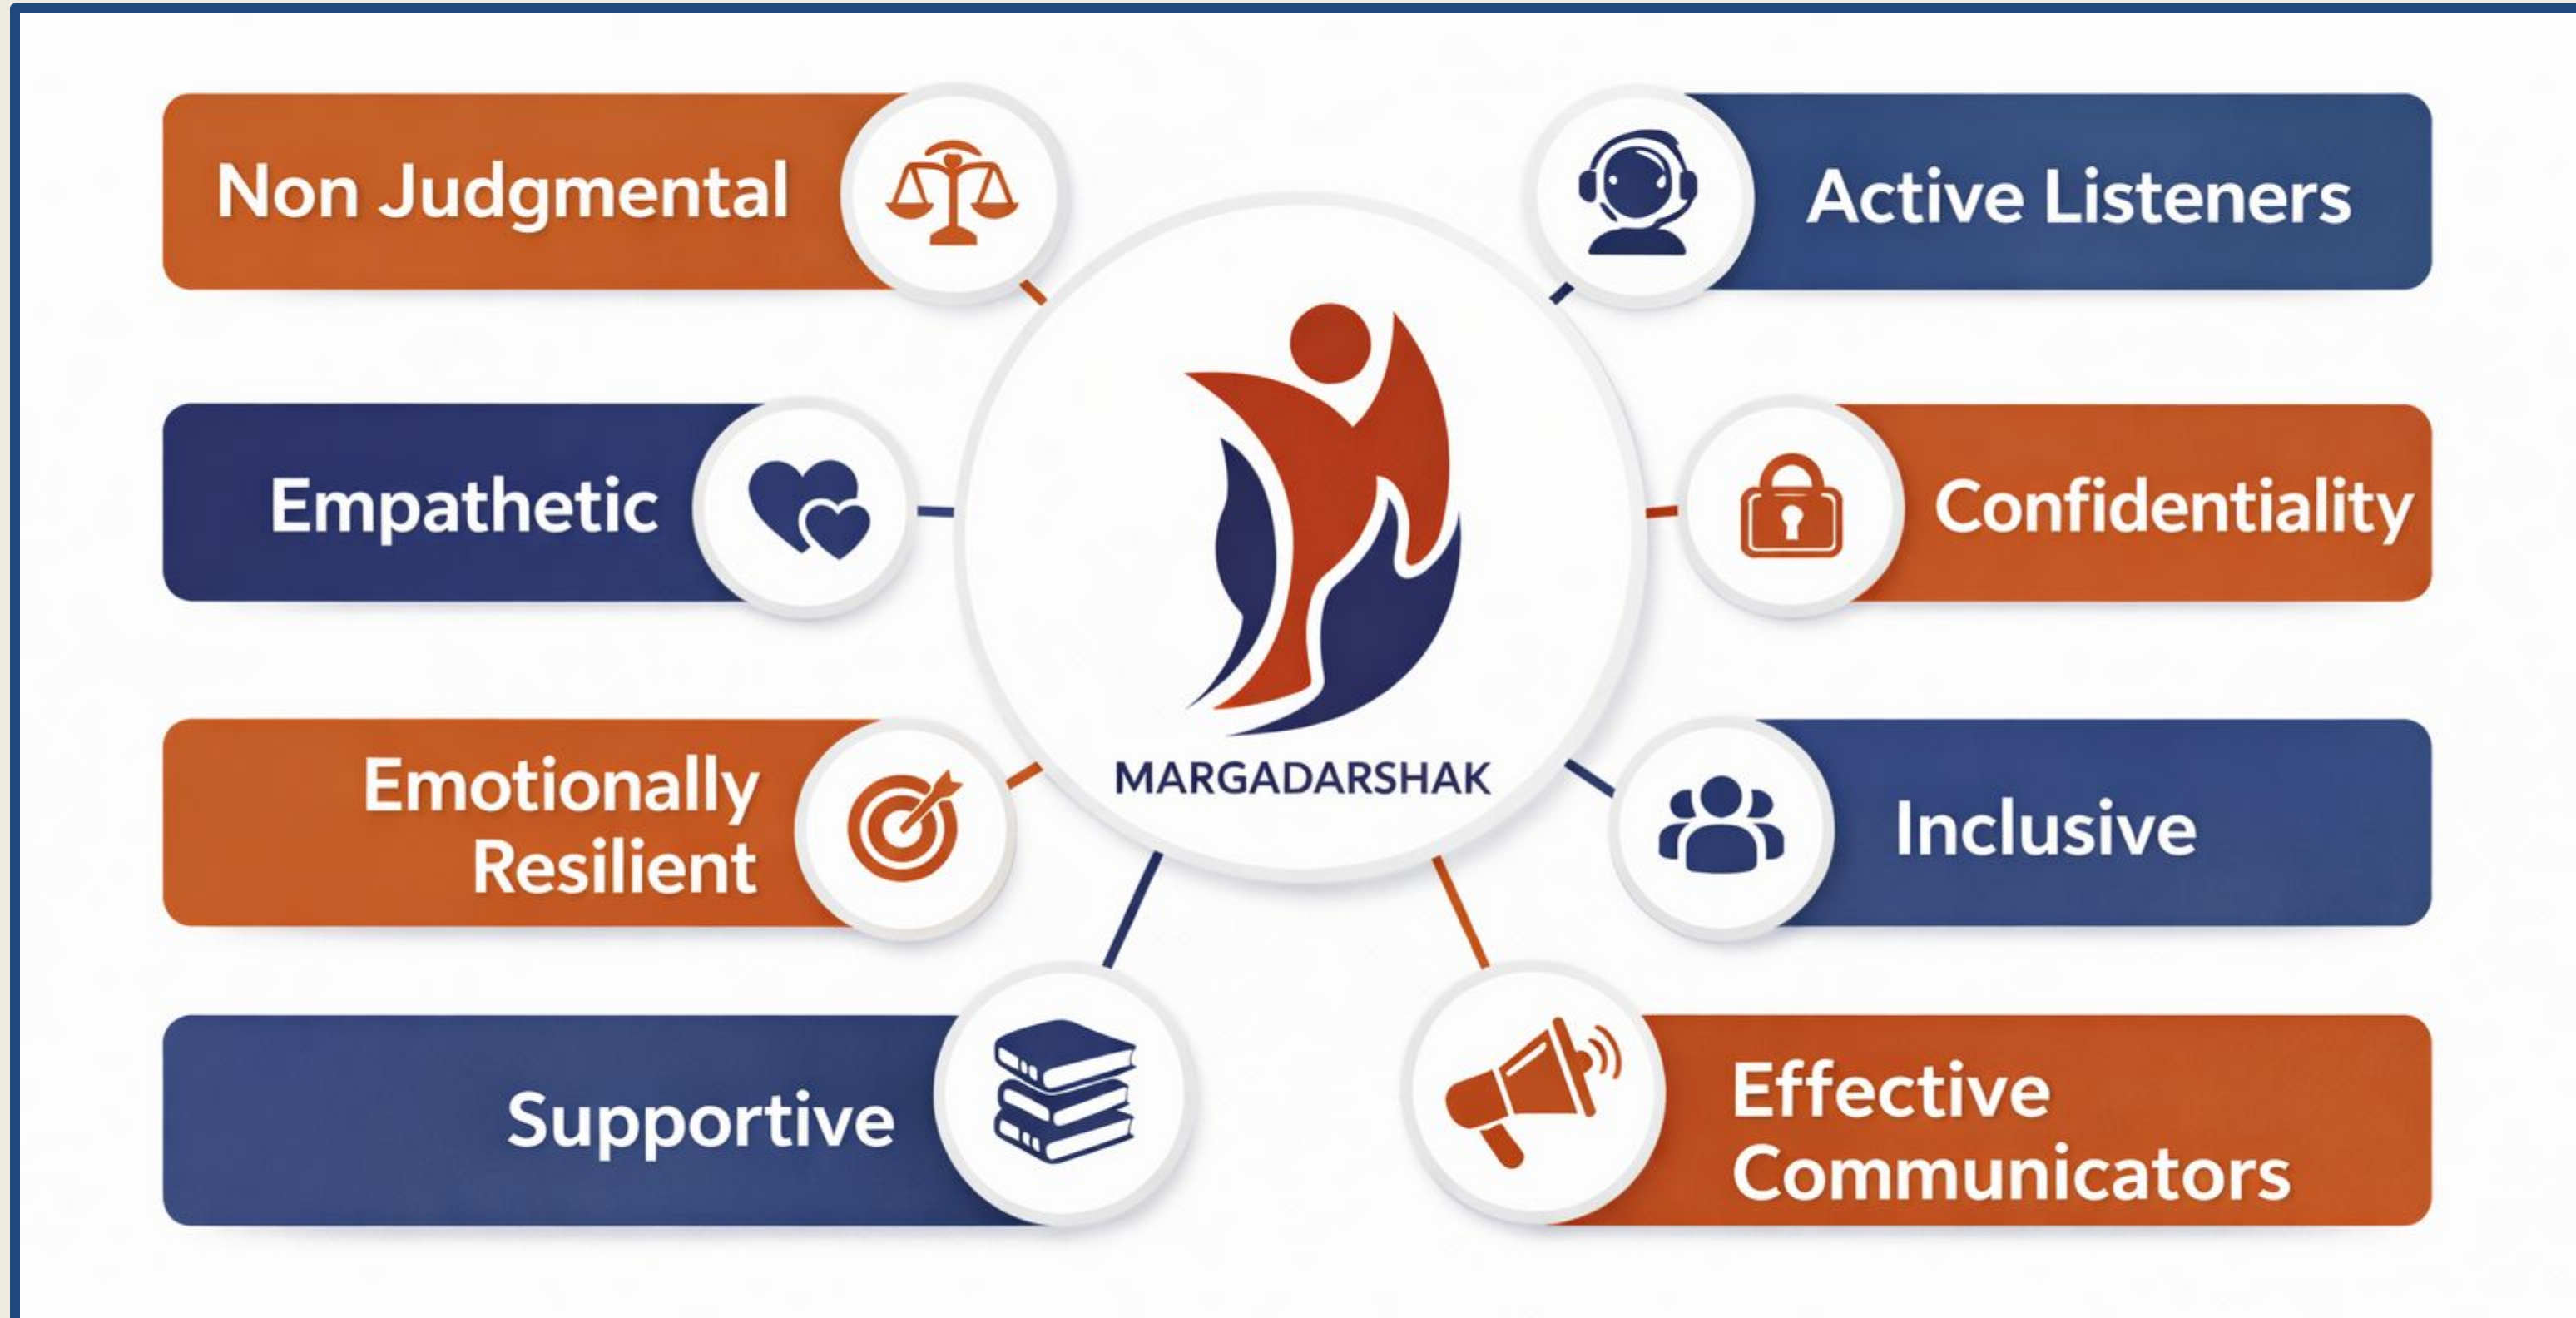 Non Judgmental
Empathetic
Emotionally
Resilient
Supportive
MARGADARSHAK
Active Listeners
Confidentiality
Inclusive
Effective
Communicators